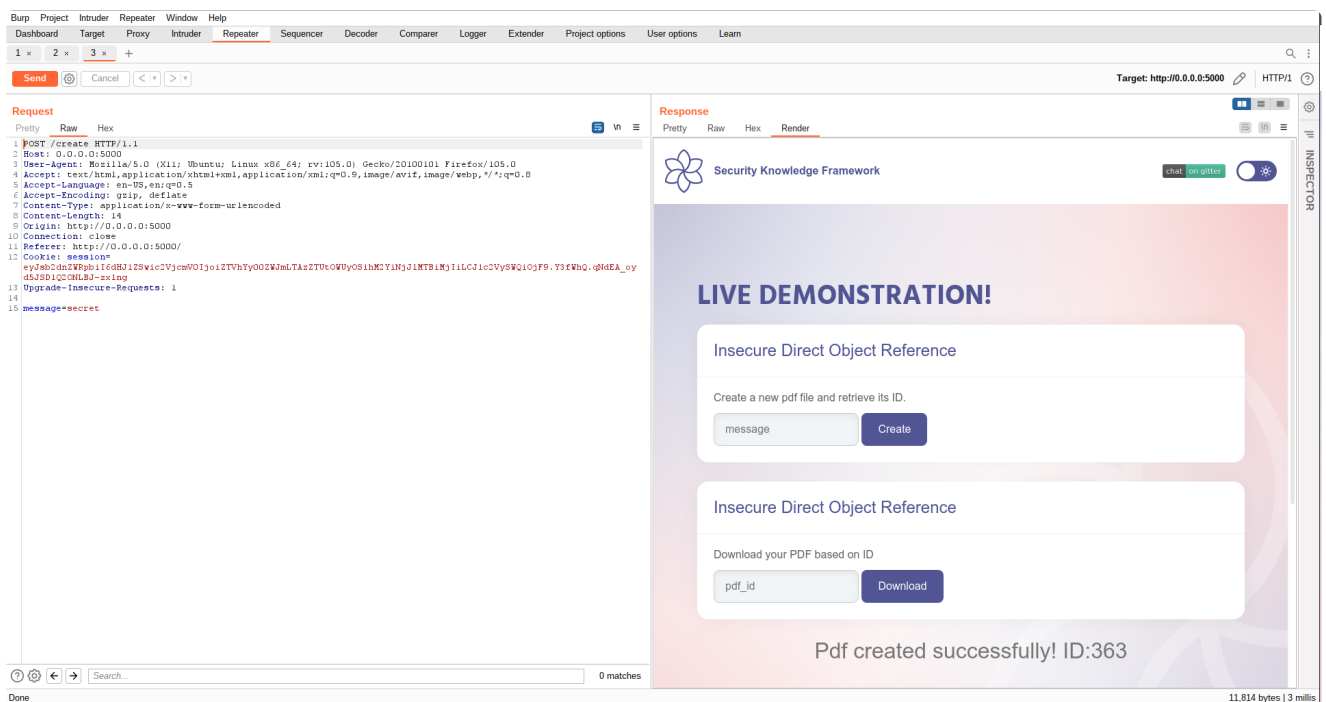 Burp Project Intruder Repeater Window Help
Dashboard Target Proxy Intruder Repeater Sequencer Decoder Comparer Logger Extender Project options User options Learn
1 × 2 × 3 × +
Send Cancel < > Target: http://0.0.0.0:5000 HTTP/1
Request
Pretty Raw Hex \n
1 POST /create HTTP/1.1
2 Host: 0.0.0.0:5000
3 User-Agent: Mozilla/5.0 (X11; Ubuntu; Linux x86_64; rv:105.0) Gecko/20100101 Firefox/105.0
4 Accept: text/html,application/xhtml+xml,application/xml;q=0.9,image/avif,image/webp,*/*;q=0.8
5 Accept-Language: en-US,en;q=0.5
6 Accept-Encoding: gzip, deflate
7 Content-Type: application/x-www-form-urlencoded
8 Content-Length: 14
9 Origin: http://0.0.0.0:5000
10 Connection: close
11 Referer: http://0.0.0.0:5000/
12 Cookie: session=
13 Upgrade-Insecure-Requests: 1
14
15 message=secret
Search... 0 matches
Done
Response
Pretty Raw Hex Render \n
INSPECTOR
Security Knowledge Framework
chat on gitter
LIVE DEMONSTRATION!
Insecure Direct Object Reference
Create a new pdf file and retrieve its ID.
message Create
Insecure Direct Object Reference
Download your PDF based on ID
pdf_id Download
Pdf created successfully! ID:363
11,814 bytes | 3 millis